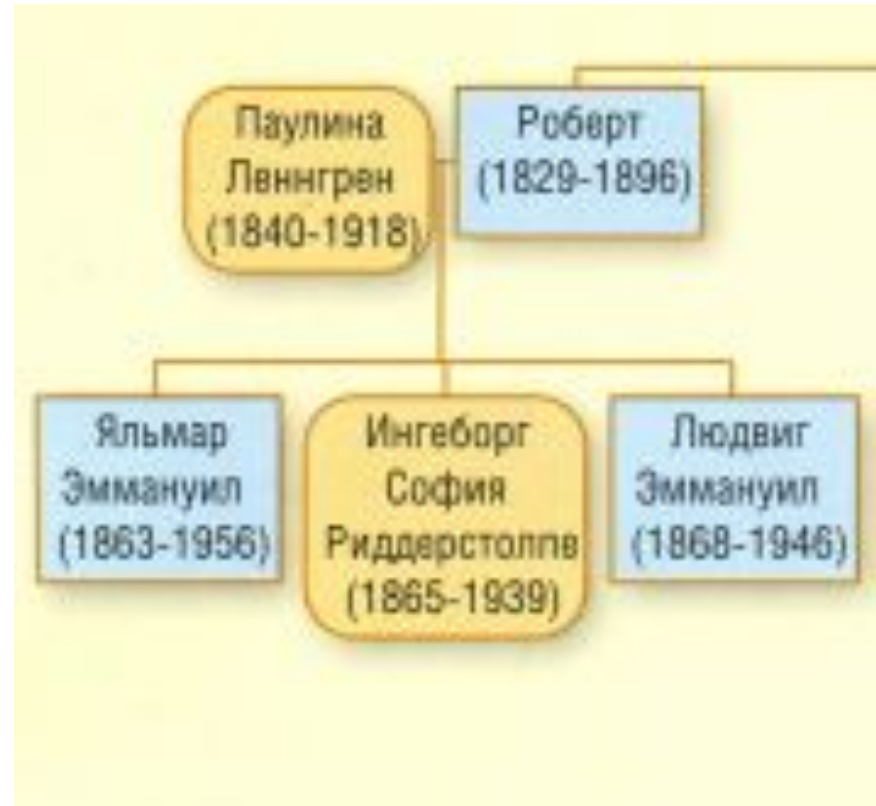 Паулина
Леннгрен
(1840-1918)
Роберт
(1829-1896)
Яльмар
Эммануил
(1863-1956)
Ингеборг
София
Риддерстолпе
(1865-1939)
Людвиг
Эммануил
(1868-1946)